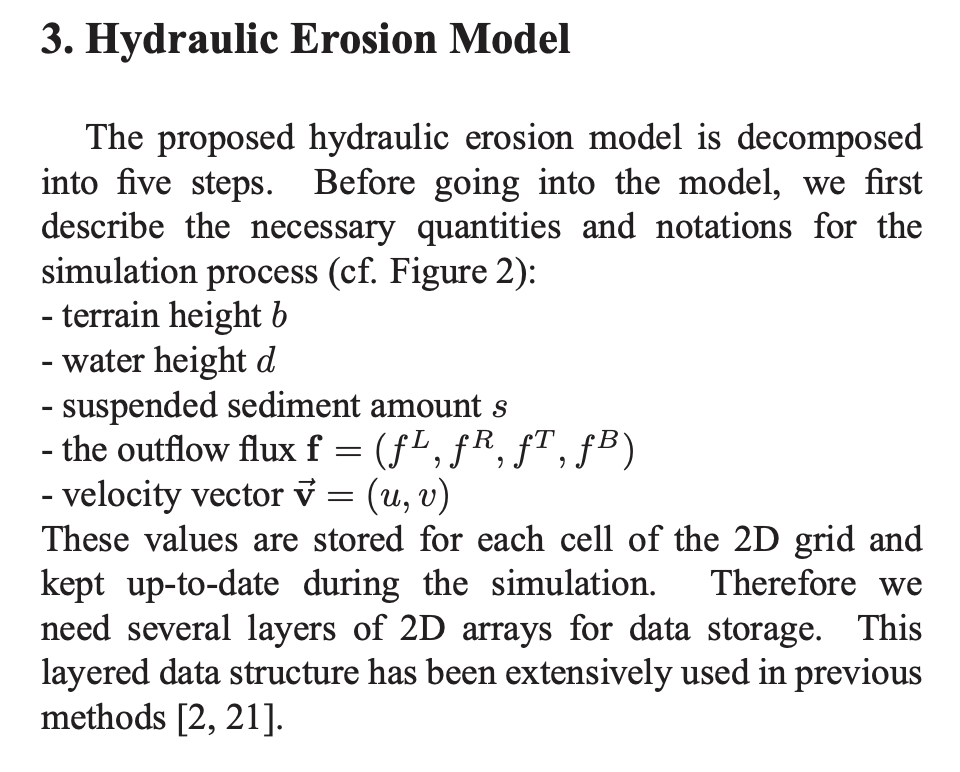 3. Hydraulic Erosion Model
The proposed hydraulic erosion model is decomposed
into five steps. Before going into the model, we first
describe the necessary quantities and notations for the
simulation process (cf. Figure 2):
- terrain height b
- water height d
- suspended sediment amount s
- the outflow flux f = (f^L, f^R, f^T, f^B)
- velocity vector v⃗ = (u, v)
These values are stored for each cell of the 2D grid and
kept up-to-date during the simulation. Therefore we
need several layers of 2D arrays for data storage. This
layered data structure has been extensively used in previous
methods [2, 21].